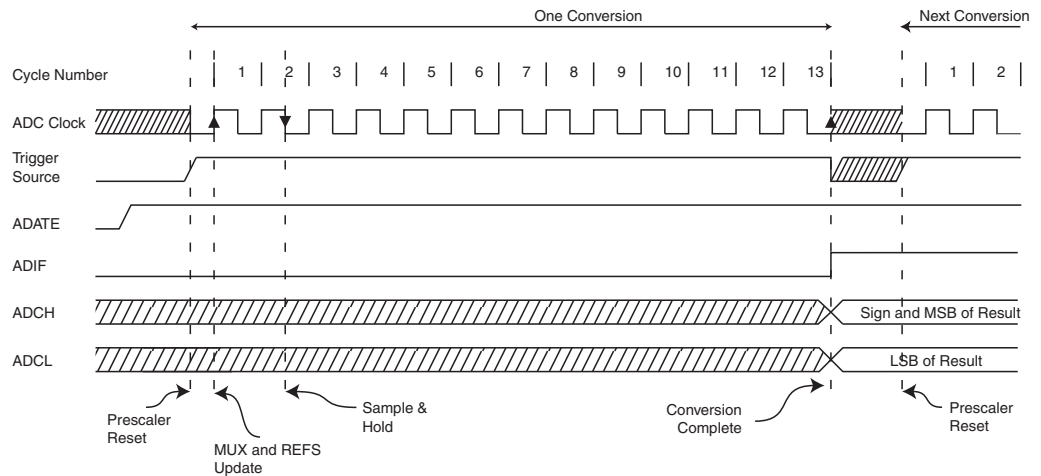 One Conversion
Next Conversion
Cycle Number
1 2 3 4 5 6 7 8 9 10 11 12 13 1 2
ADC Clock
Trigger
Source
ADATE
ADIF
ADCH
Sign and MSB of Result
ADCL
LSB of Result
Prescaler
Reset
MUX and REFS
Update
Sample &
Hold
Conversion
Complete
Prescaler
Reset